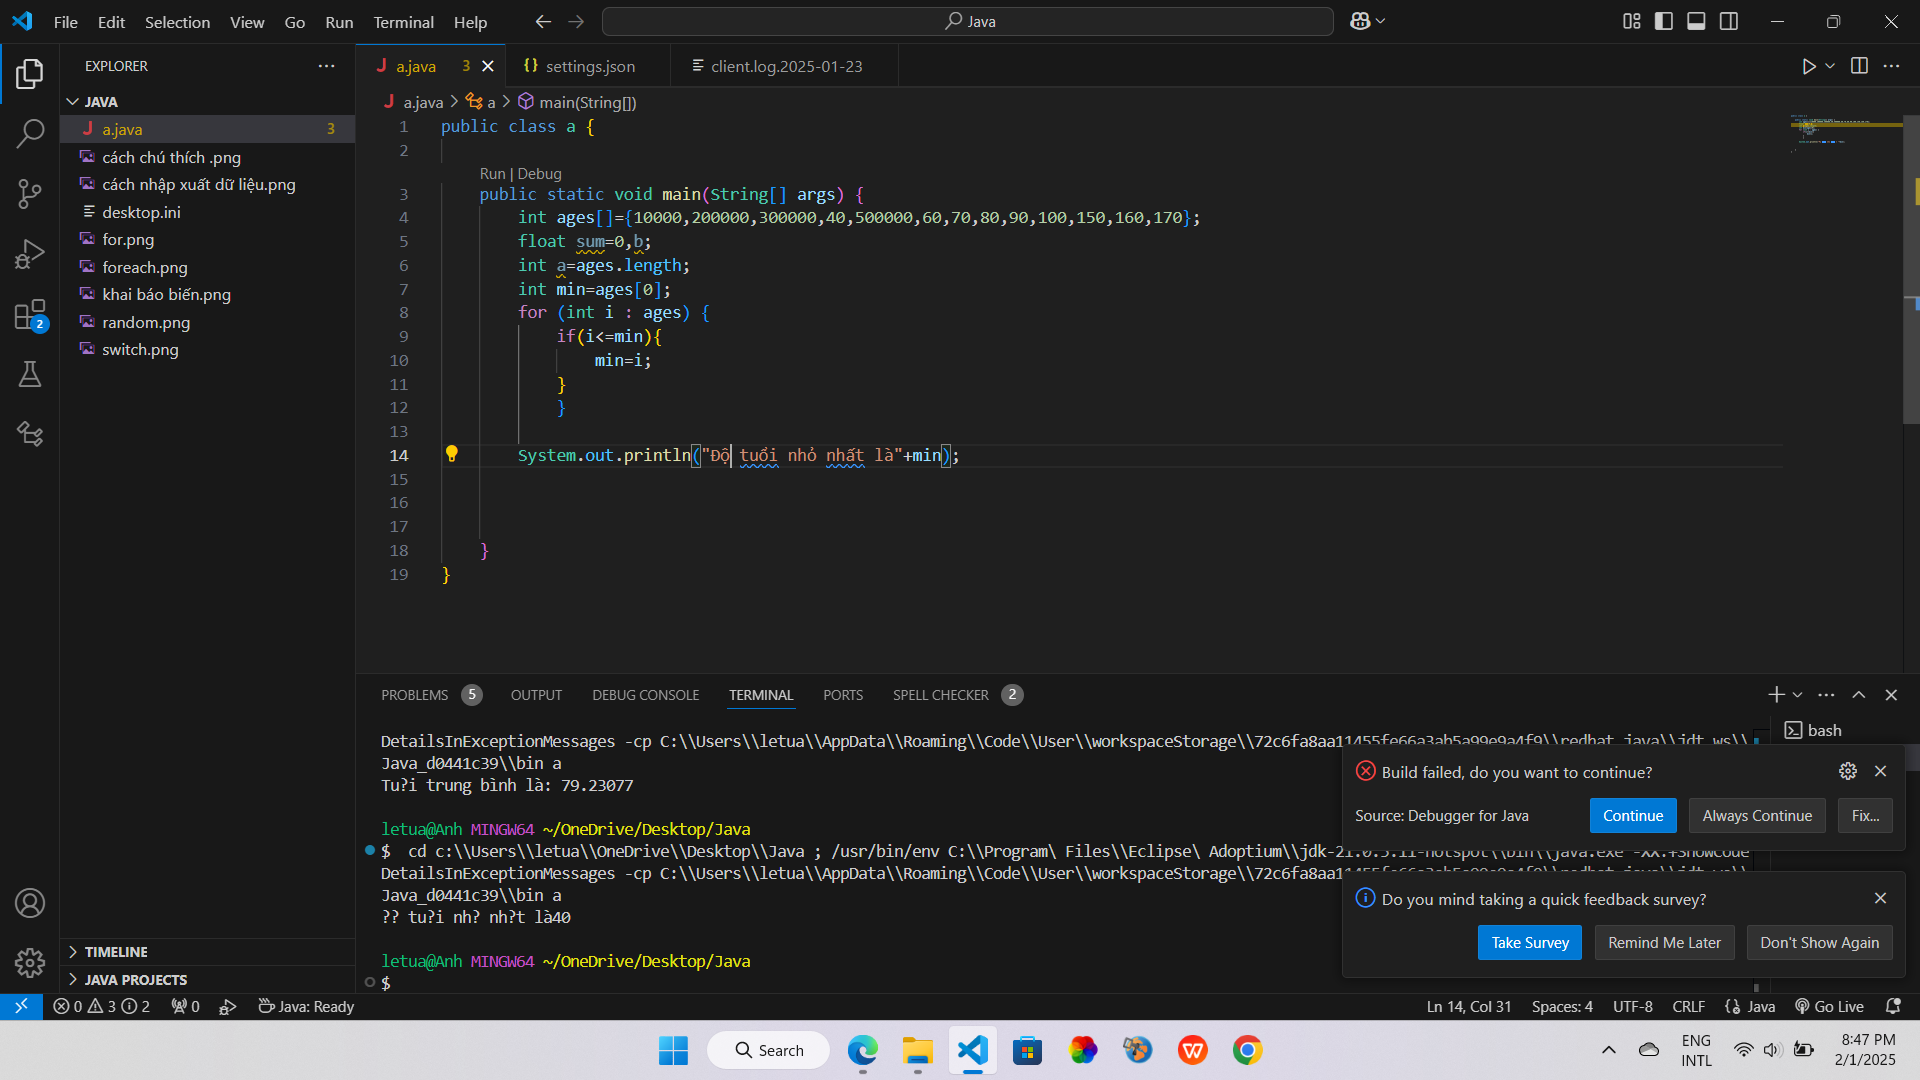 File Edit Selection View Go Run Terminal Help
Java
EXPLORER
JAVA
a.java 3
cách chú thích .png
cách nhập xuất dữ liệu.png
desktop.ini
for.png
foreach.png
khai báo biến.png
random.png
switch.png
TIMELINE
JAVA PROJECTS
2
a.java 3
settings.json
client.log.2025-01-23
a.java > a > main(String[])
1 public class a {
2
Run | Debug
3 public static void main(String[] args) {
4 int ages[]={10000,200000,300000,40,500000,60,70,80,90,100,150,160,170};
5 float sum=0,b;
6 int a=ages.length;
7 int min=ages[0];
8 for (int i : ages) {
9 if(i<=min){
10 min=i;
11 }
12 }
13
14 System.out.println("Độ tuổi nhỏ nhất là"+min);
15
16
17
18 }
19 }
PROBLEMS 5 OUTPUT DEBUG CONSOLE TERMINAL PORTS SPELL CHECKER 2
DetailsInExceptionMessages -cp C:\\Users\\letua\\AppData\\Roaming\\Code\\User\\workspaceStorage\\72c6fa8aa11455fe66a3ab5a99e9a4f9\\redhat.java\\jdt_ws\\
Java_d0441c39\\bin a
Tu?i trung bình là: 79.23077
letua@Anh MINGW64 ~/OneDrive/Desktop/Java
$ cd c:\\Users\\letua\\OneDrive\\Desktop\\Java ; /usr/bin/env C:\\Program\ Files\\Eclipse\ Adoptium\\jdk-21.0.5.11-hotspot\\bin\\java.exe -XX:+ShowCode
DetailsInExceptionMessages -cp C:\\Users\\letua\\AppData\\Roaming\\Code\\User\\workspaceStorage\\
Java_d0441c39\\bin a
?? tu?i nh? nh?t là40
letua@Anh MINGW64 ~/OneDrive/Desktop/Java
$
bash
Build failed, do you want to continue?
Source: Debugger for Java
Continue
Always Continue
Fix...
Do you mind taking a quick feedback survey?
Take Survey
Remind Me Later
Don't Show Again
0 3 2 0 Java: Ready
Ln 14, Col 31 Spaces: 4 UTF-8 CRLF Java Go Live
Search
ENG
INTL
8:47 PM
2/1/2025